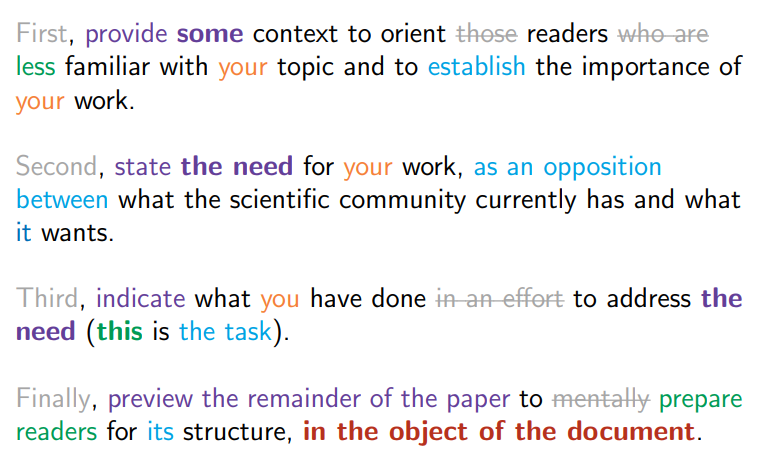 First, provide some context to orient those readers who are
less familiar with your topic and to establish the importance of
your work.
Second, state the need for your work, as an opposition
between what the scientific community currently has and what
it wants.
Third, indicate what you have done in an effort to address the
need (this is the task).
Finally, preview the remainder of the paper to mentally prepare
readers for its structure, in the object of the document.